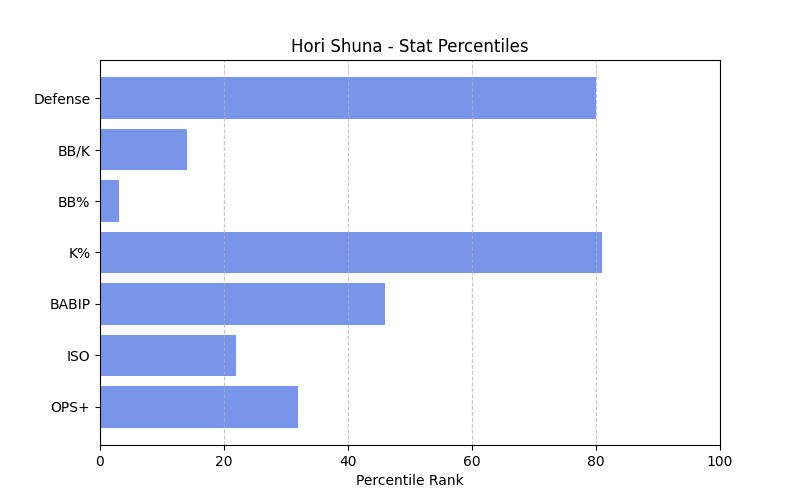 Hori Shuna - Stat Percentiles
Defense
BB/K
BB%
K%
BABIP
ISO
OPS+
0 20 40 60 80 100
Percentile Rank